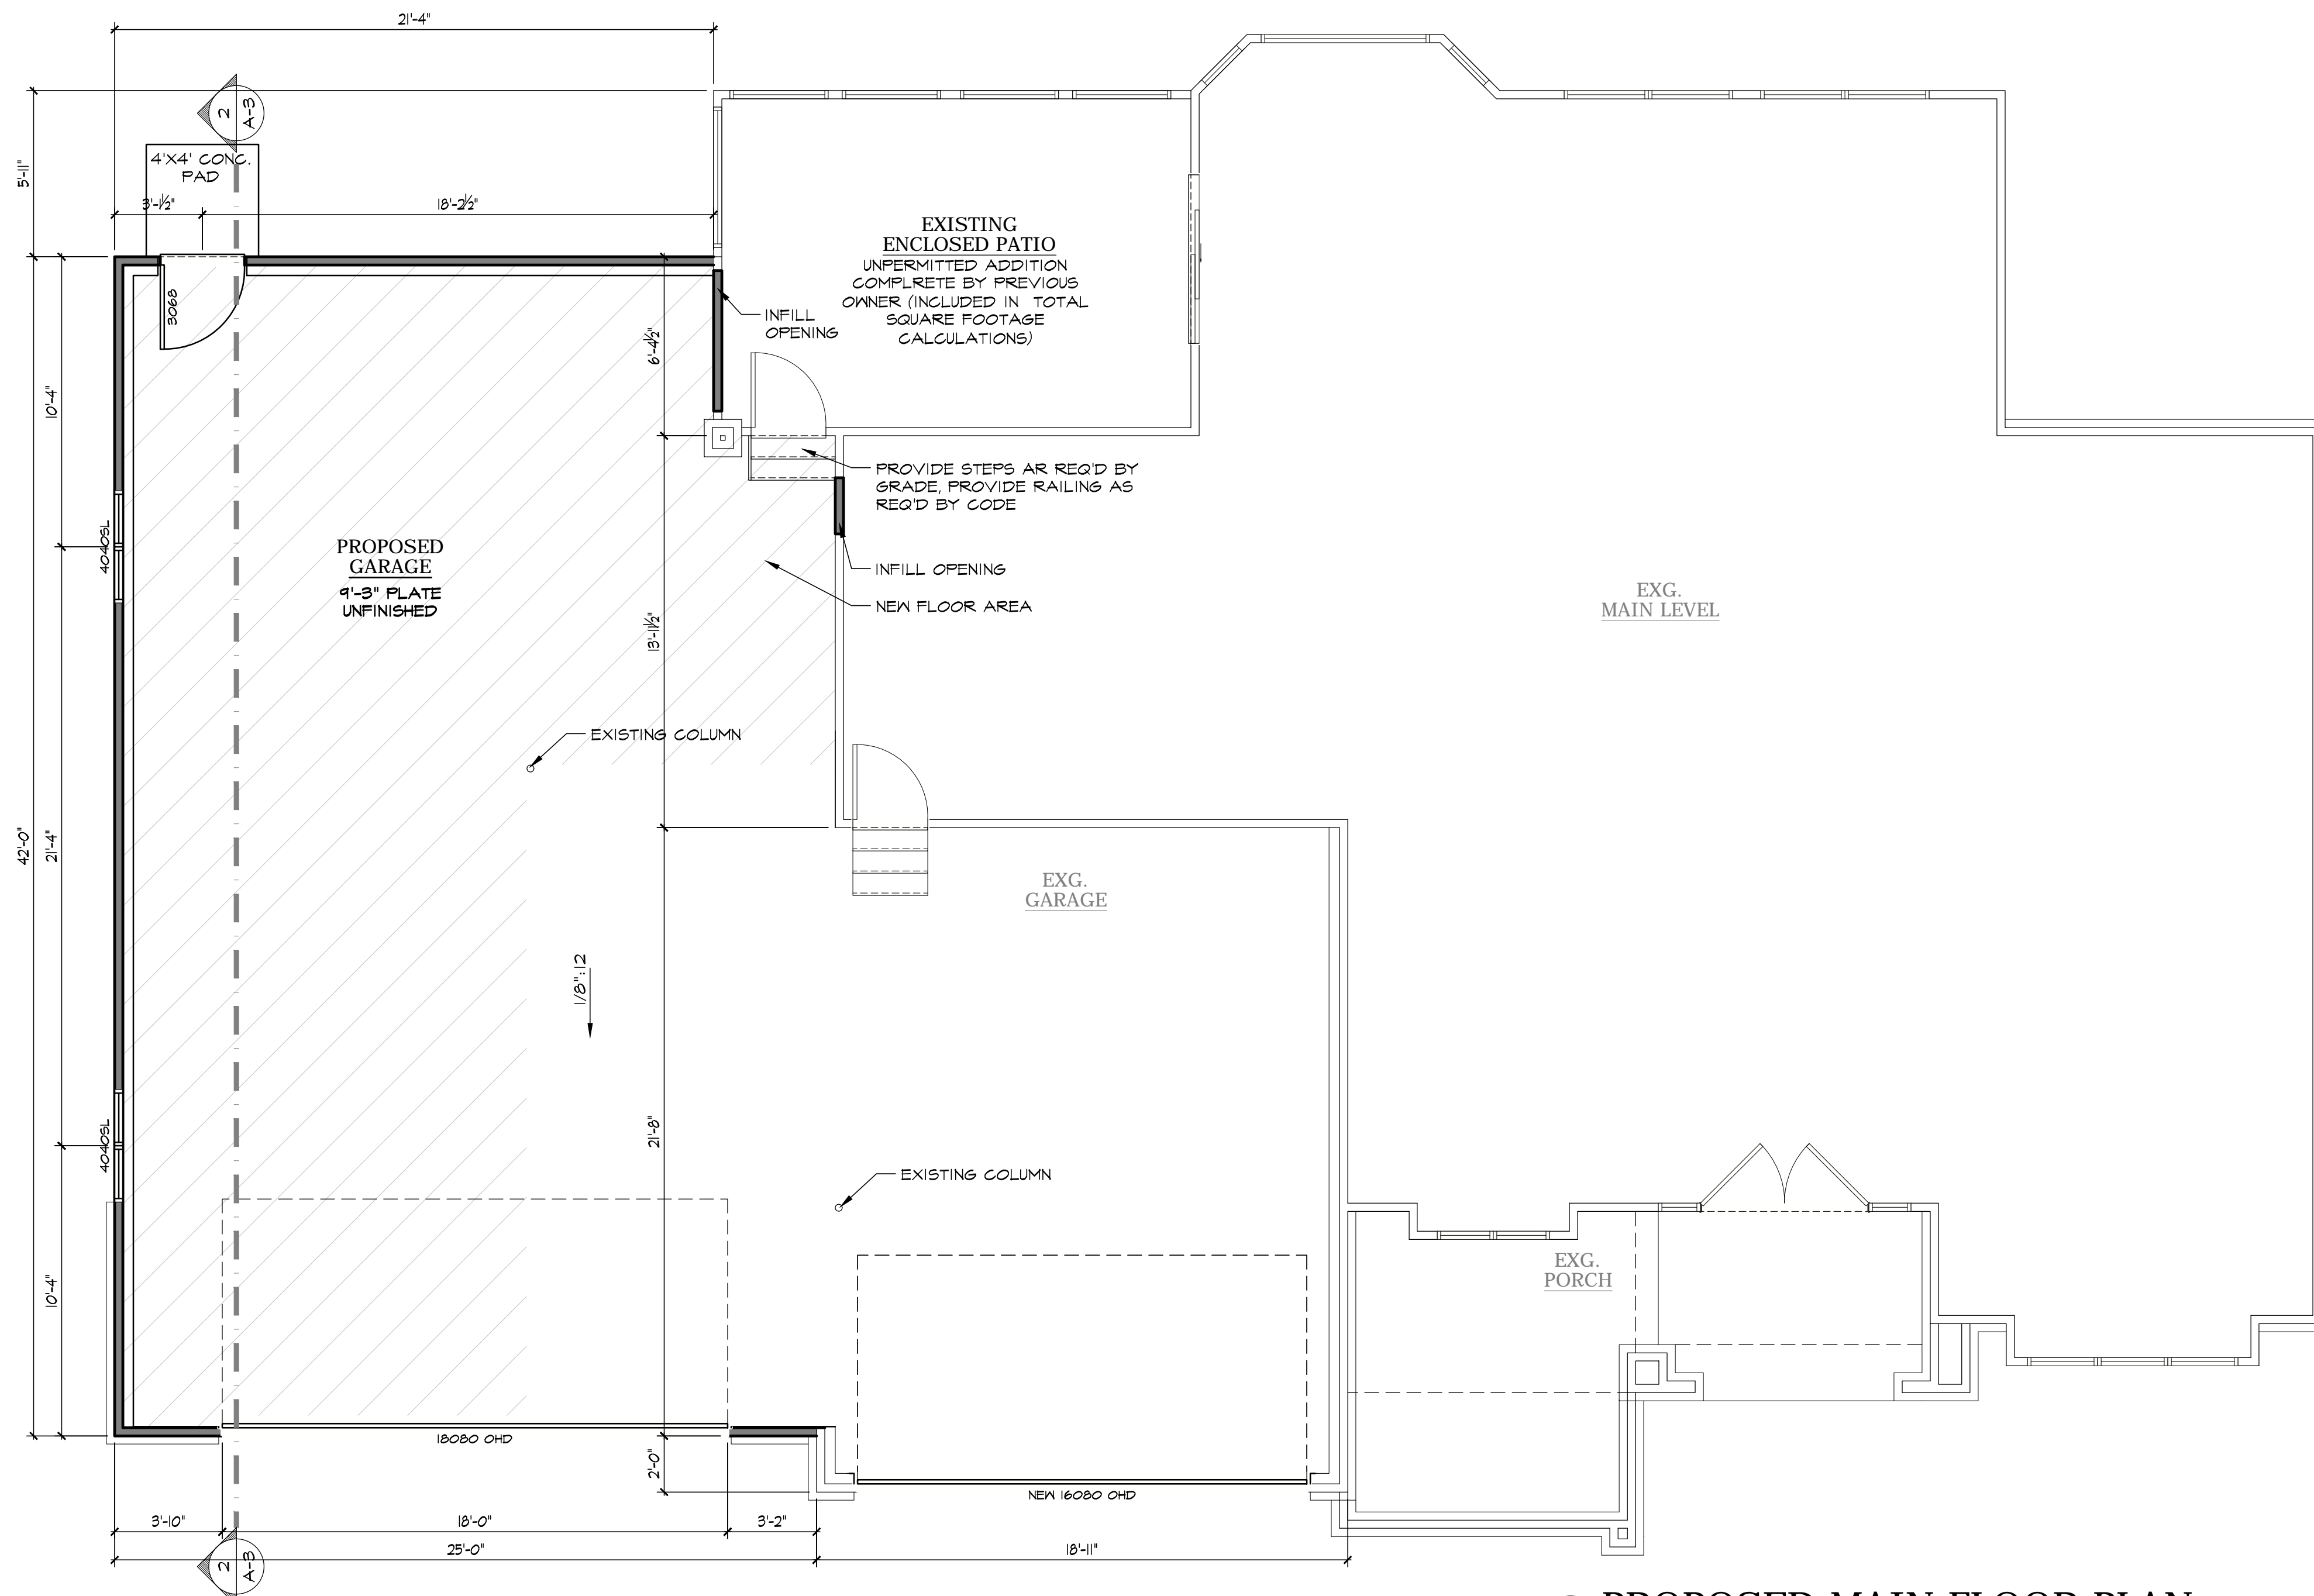 21'-4"
5'-11"
2
A-3
4'X4' CONC.
PAD
3'-1½"
18'-2½"
EXISTING
ENCLOSED PATIO
UNPERMITTED ADDITION
COMPLRETE BY PREVIOUS
OWNER (INCLUDED IN TOTAL
SQUARE FOOTAGE
CALCULATIONS)
3068
INFILL
OPENING
6'-4½"
10'-4"
PROVIDE STEPS AR REQ'D BY
GRADE, PROVIDE RAILING AS
REQ'D BY CODE
4040SL
PROPOSED
GARAGE
9'-3" PLATE
UNFINISHED
INFILL OPENING
NEW FLOOR AREA
EXG.
MAIN LEVEL
13'-11½"
EXISTING COLUMN
42'-0"
21'-4"
EXG.
GARAGE
1/8":12
21'-8"
4040SL
EXISTING COLUMN
10'-4"
EXG.
PORCH
18080 OHD
2'-0"
NEW 16080 OHD
3'-10"
18'-0"
3'-2"
25'-0"
18'-11"
2
A-3
PROPOSED MAIN FLOOR PLAN